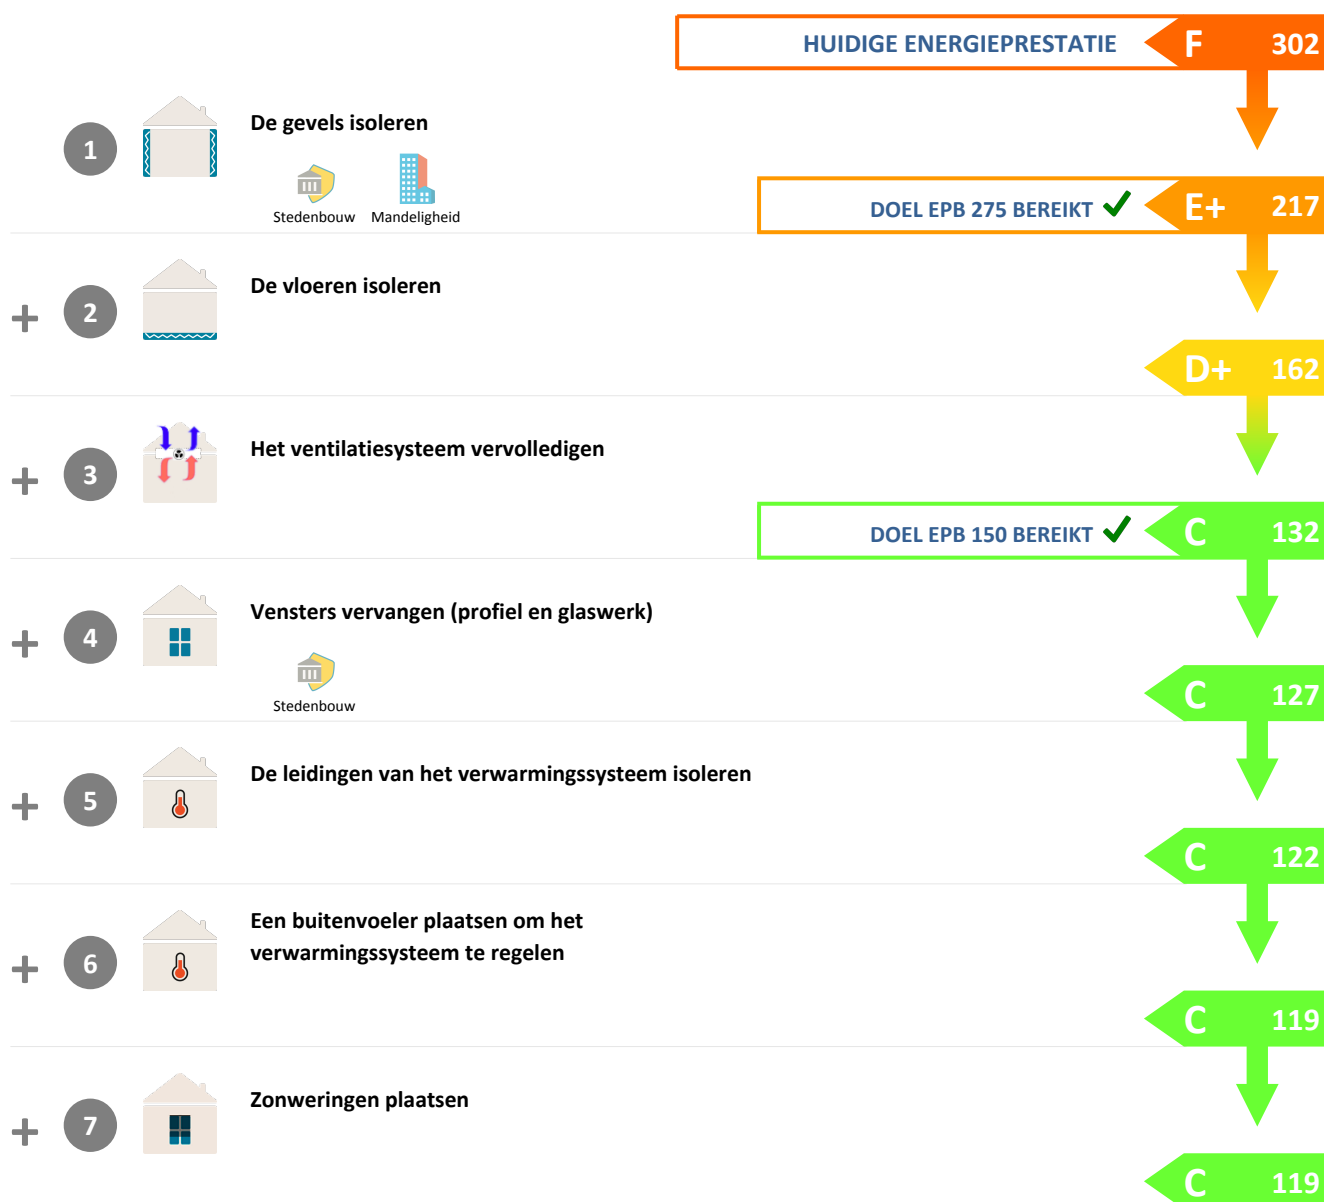 HUIDIGE ENERGIEPRESTATIE F 302
1 De gevels isoleren
Stedenbouw Mandeligheid
DOEL EPB 275 BEREIKT E+ 217
+ 2 De vloeren isoleren
D+ 162
+ 3 Het ventilatiesysteem vervolledigen
DOEL EPB 150 BEREIKT C 132
+ 4 Vensters vervangen (profiel en glaswerk)
Stedenbouw
C 127
+ 5 De leidingen van het verwarmingssysteem isoleren
C 122
+ 6 Een buitenvoeler plaatsen om het
verwarmingssysteem te regelen
C 119
+ 7 Zonweringen plaatsen
C 119